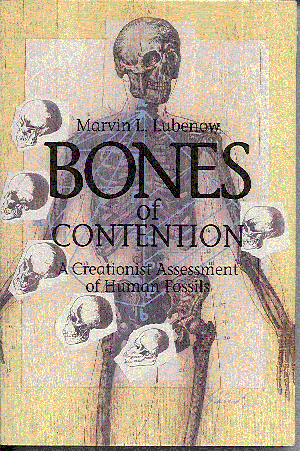 Marvin L. Lubenow
BONES
of
CONTENTION
A Creationist Assessment
of Human Fossils